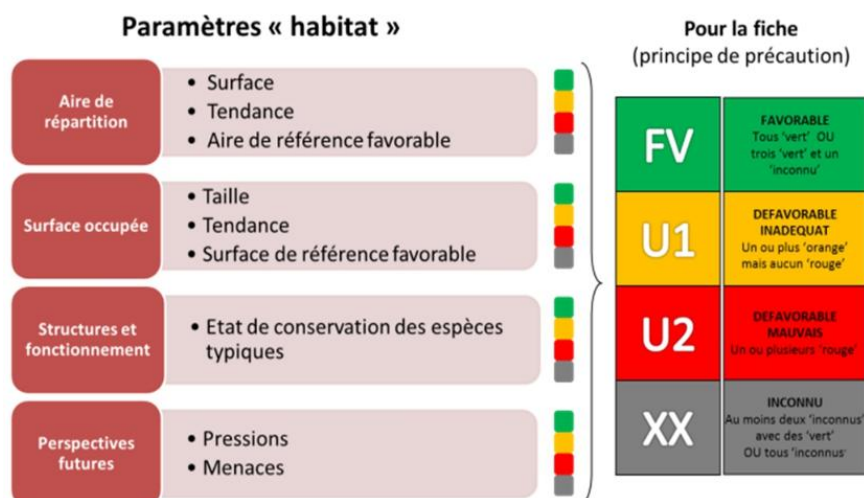 Paramètres « habitat »
Aire de
répartition
• Surface
• Tendance
• Aire de référence favorable
Surface occupée
• Taille
• Tendance
• Surface de référence favorable
Structures et
fonctionnement
• Etat de conservation des espèces
typiques
Perspectives
futures
• Pressions
• Menaces
Pour la fiche
(principe de précaution)
FV
FAVORABLE
Tous 'vert' OU
trois 'vert' et un
'inconnu'
U1
DEFAVORABLE
INADEQUAT
Un ou plus 'orange'
mais aucun 'rouge'
U2
DEFAVORABLE
MAUVAIS
Un ou plusieurs 'rouge'
XX
INCONNU
Au moins deux 'inconnus'
avec des 'vert'
OU tous 'inconnus'